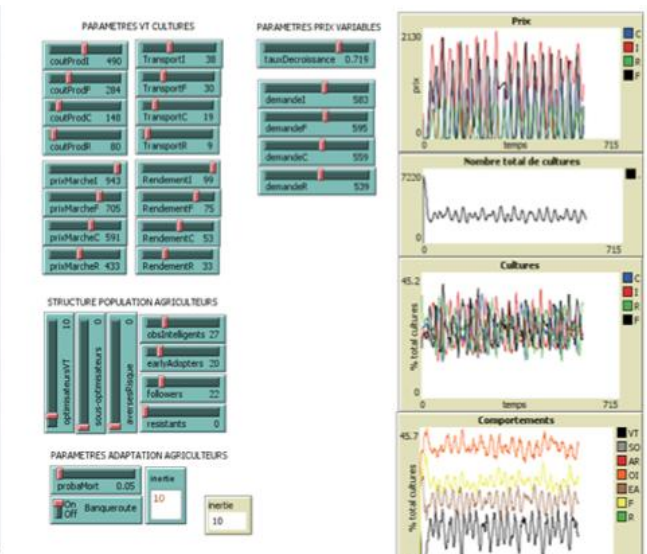 PARAMETRES VT CULTURES
coutProdI 490
TransportI 38
coutProdF 284
TransportF 30
coutProdC 148
TransportC 19
coutProdR 80
TransportR 9
prixMarcheI 943
RendementI 99
prixMarcheF 705
RendementF 75
prixMarcheC 591
RendementC 53
prixMarcheR 433
RendementR 33
PARAMETRES PRIX VARIABLES
tauxDecroissance 0.719
demandeI 583
demandeF 595
demandeC 559
demandeR 539
STRUCTURE POPULATION AGRICULTEURS
optimisateursVT 10
sous-optimisateurs 0
aversesRisque 0
obsIntelligents 27
earlyAdopters 20
followers 22
resistants 0
PARAMETRES ADAPTATION AGRICULTEURS
probaMort 0.05
On
Off
Banqueroute
inertie
10
inertie
10
Prix
2130
prix
0
0
temps
715
C
I
R
F
Nombre total de cultures
7220
0
Cultures
45.2
% total cultures
0
0
temps
715
C
I
R
F
Comportements
45.7
% total cultures
VT
SO
AR
OI
EA
F
R